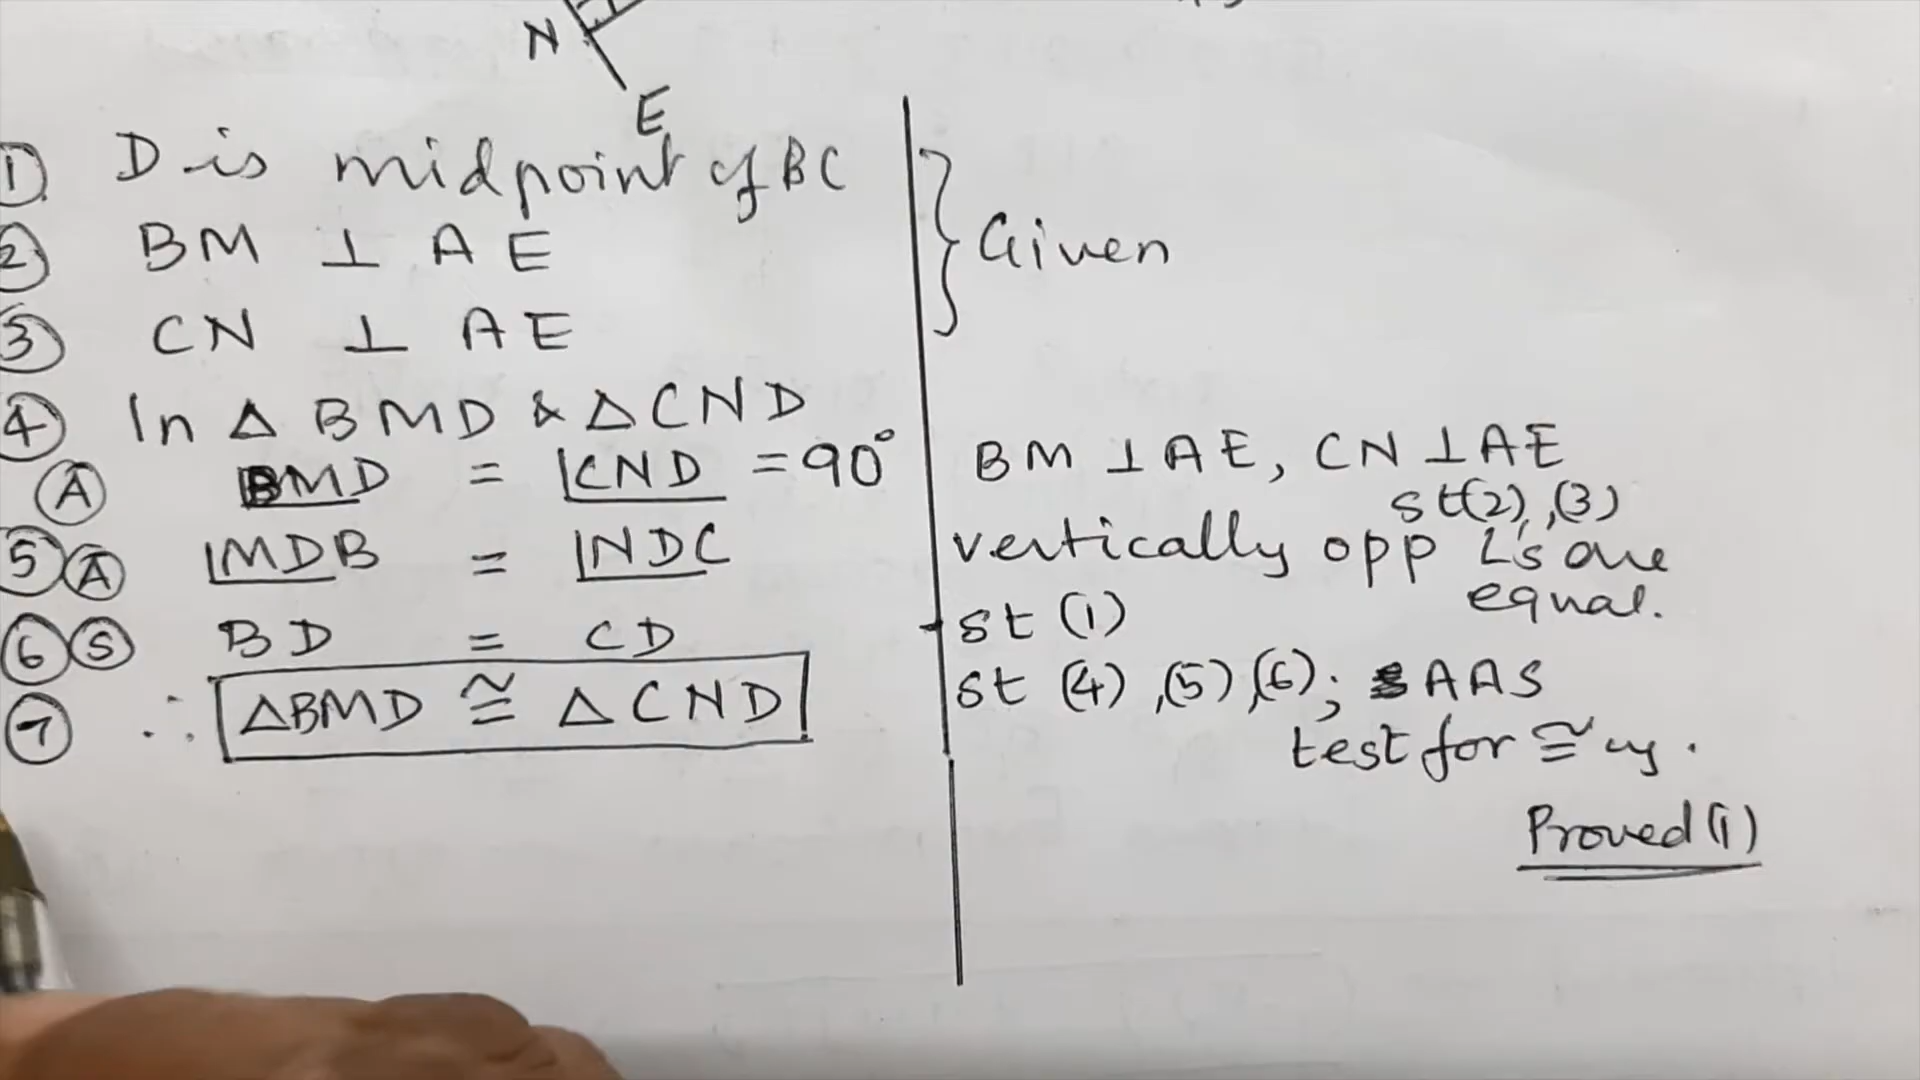 N
E
① D is midpoint of BC
② BM ⊥ AE } Given
③ CN ⊥ AE
④ In △ BMD & △ CND
Ⓐ ∠BMD = ∠CND = 90° BM ⊥ AE, CN ⊥ AE
st(2), (3)
⑤ Ⓐ ∠MDB = ∠NDC vertically opp ∠'s are
equal.
⑥ Ⓢ BD = CD st (1)
⑦ ∴ △BMD ≅ △CND st (4), (5), (6); AAS
test for ≅cy.
Proved (i)